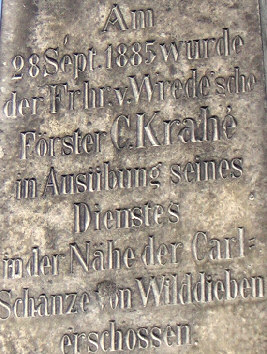 Am
28.Sept.1885 wurde
der Frhr.v.Wrede'sche
Förster C.Krahé
in Ausübung seines
Dienstes
in der Nähe der Carl-
Schanze von Wilddieben
erschossen.